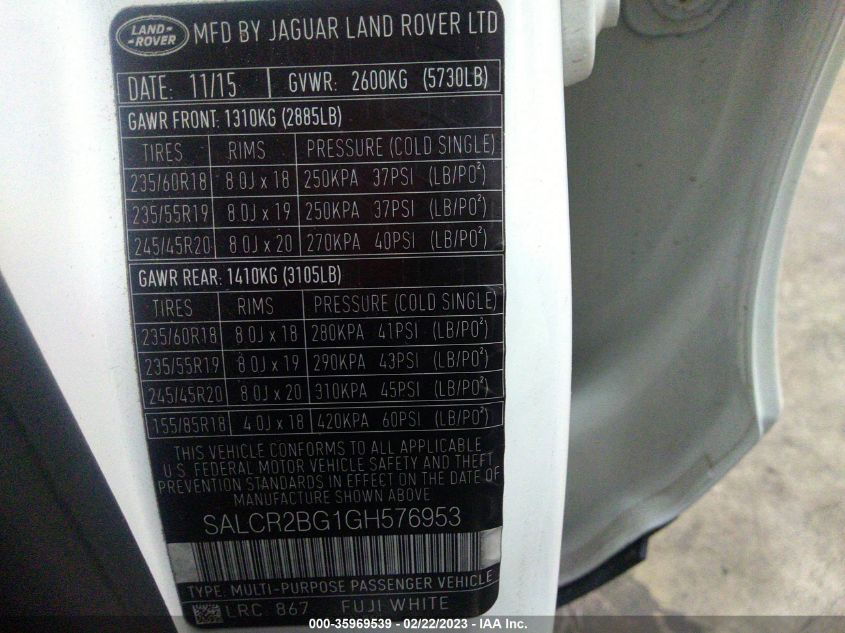 LAND ROVER MFD BY JAGUAR LAND ROVER LTD
DATE: 11/15 GVWR: 2600KG (5730LB)
GAWR FRONT: 1310KG (2885LB)
TIRES RIMS PRESSURE (COLD SINGLE)
235/60R18 8.0J x 18 250KPA 37PSI (LB/PO²)
235/55R19 8.0J x 19 250KPA 37PSI (LB/PO²)
245/45R20 8.0J x 20 270KPA 40PSI (LB/PO²)
GAWR REAR: 1410KG (3105LB)
TIRES RIMS PRESSURE (COLD SINGLE)
235/60R18 8.0J x 18 280KPA 41PSI (LB/PO²)
235/55R19 8.0J x 19 290KPA 43PSI (LB/PO²)
245/45R20 8.0J x 20 310KPA 45PSI (LB/PO²)
155/85R18 4.0J x 18 420KPA 60PSI (LB/PO²)
THIS VEHICLE CONFORMS TO ALL APPLICABLE
U.S. FEDERAL MOTOR VEHICLE SAFETY AND THEFT
PREVENTION STANDARDS IN EFFECT ON THE DATE OF
MANUFACTURE SHOWN ABOVE.
SALCR2BG1GH576953
TYPE: MULTI-PURPOSE PASSENGER VEHICLE
LRC 867 FUJI WHITE
000-35969539 - 02/22/2023 - IAA Inc.